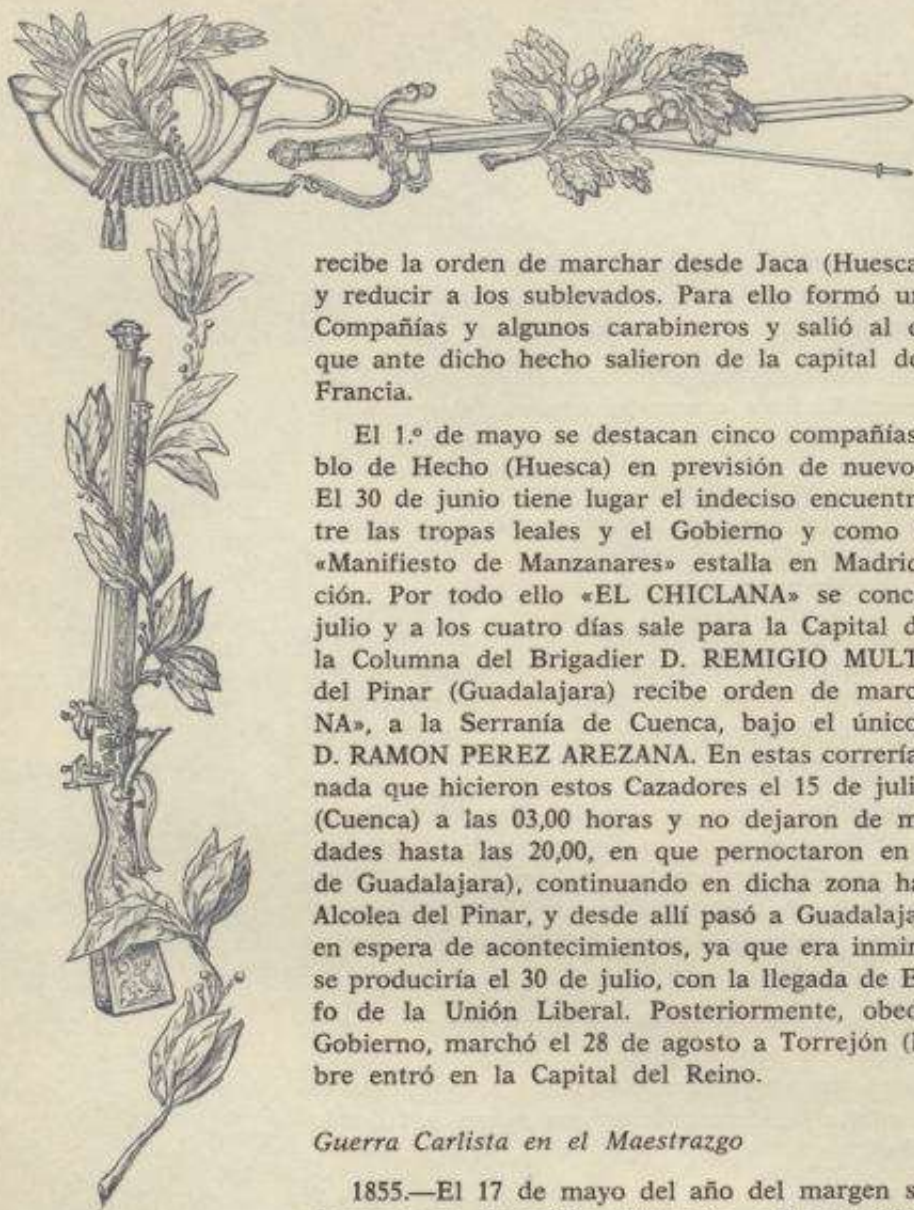 recibe la orden de marchar desde Jaca (Huesca
y reducir a los sublevados. Para ello formó un
Compañías y algunos carabineros y salió al
que ante dicho hecho salieron de la capital de
Francia.
El 1.º de mayo se destacan cinco compañías
blo de Hecho (Huesca) en previsión de nuevo
El 30 de junio tiene lugar el indeciso encuentr
tre las tropas leales y el Gobierno y como
«Manifiesto de Manzanares» estalla en Madrid
ción. Por todo ello «EL CHICLANA» se conc
julio y a los cuatro días sale para la Capital d
la Columna del Brigadier D. REMIGIO MULT
del Pinar (Guadalajara) recibe orden de marc
NA», a la Serranía de Cuenca, bajo el único
D. RAMON PEREZ AREZANA. En estas correría
nada que hicieron estos Cazadores el 15 de juli
(Cuenca) a las 03,00 horas y no dejaron de m
dades hasta las 20,00, en que pernoctaron en
de Guadalajara), continuando en dicha zona ha
Alcolea del Pinar, y desde allí pasó a Guadalaja
en espera de acontecimientos, ya que era inmin
se produciría el 30 de julio, con la llegada de E
fo de la Unión Liberal. Posteriormente, obed
Gobierno, marchó el 28 de agosto a Torrejón (
bre entró en la Capital del Reino.
Guerra Carlista en el Maestrazgo
1855.—El 17 de mayo del año del margen s